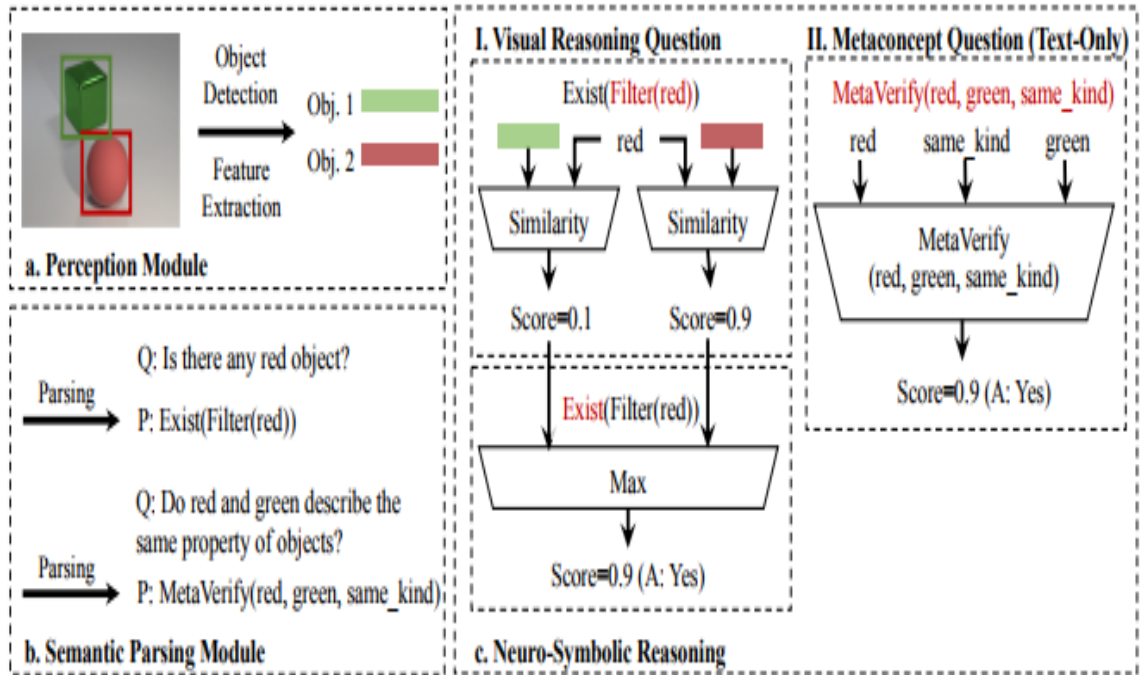 Object
Detection
Feature
Extraction
Obj. 1
Obj. 2
a. Perception Module
Parsing
Q: Is there any red object?
P: Exist(Filter(red))
Parsing
Q: Do red and green describe the
same property of objects?
P: MetaVerify(red, green, same_kind)
b. Semantic Parsing Module
I. Visual Reasoning Question
Exist(Filter(red))
red
Similarity
Similarity
Score=0.1
Score=0.9
Exist(Filter(red))
Max
Score=0.9 (A: Yes)
II. Metaconcept Question (Text-Only)
MetaVerify(red, green, same_kind)
red
same_kind
green
MetaVerify
(red, green, same_kind)
Score=0.9 (A: Yes)
c. Neuro-Symbolic Reasoning